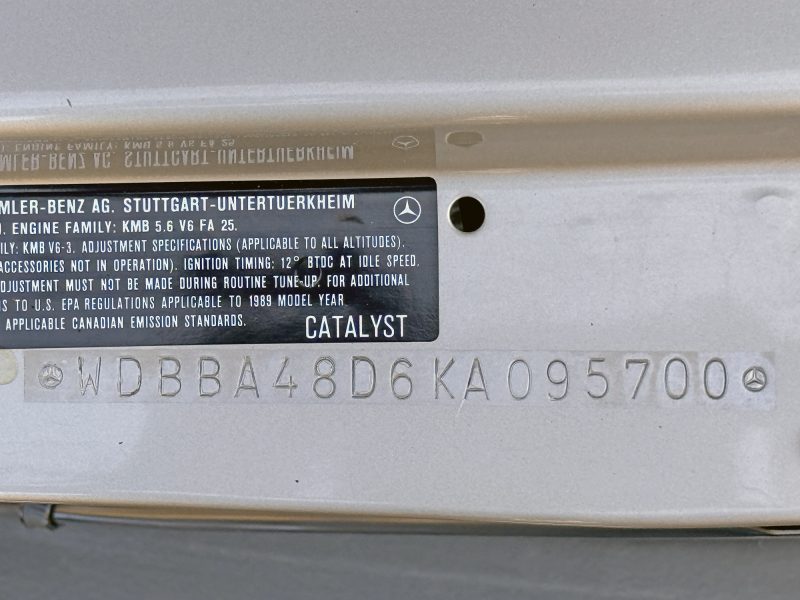 MLER-BENZ AG. STUTTGART-UNTERTUERKHEIM
ENGINE FAMILY: KMB 5.6 V6 FA 25.
ILY: KMB V6-3. ADJUSTMENT SPECIFICATIONS (APPLICABLE TO ALL ALTITUDES).
ACCESSORIES NOT IN OPERATION). IGNITION TIMING: 12° BTDC AT IDLE SPEED.
DJUSTMENT MUST NOT BE MADE DURING ROUTINE TUNE-UP. FOR ADDITIONAL
NS TO U.S. EPA REGULATIONS APPLICABLE TO 1989 MODEL YEAR
APPLICABLE CANADIAN EMISSION STANDARDS.
CATALYST
WDBBA48D6KA095700